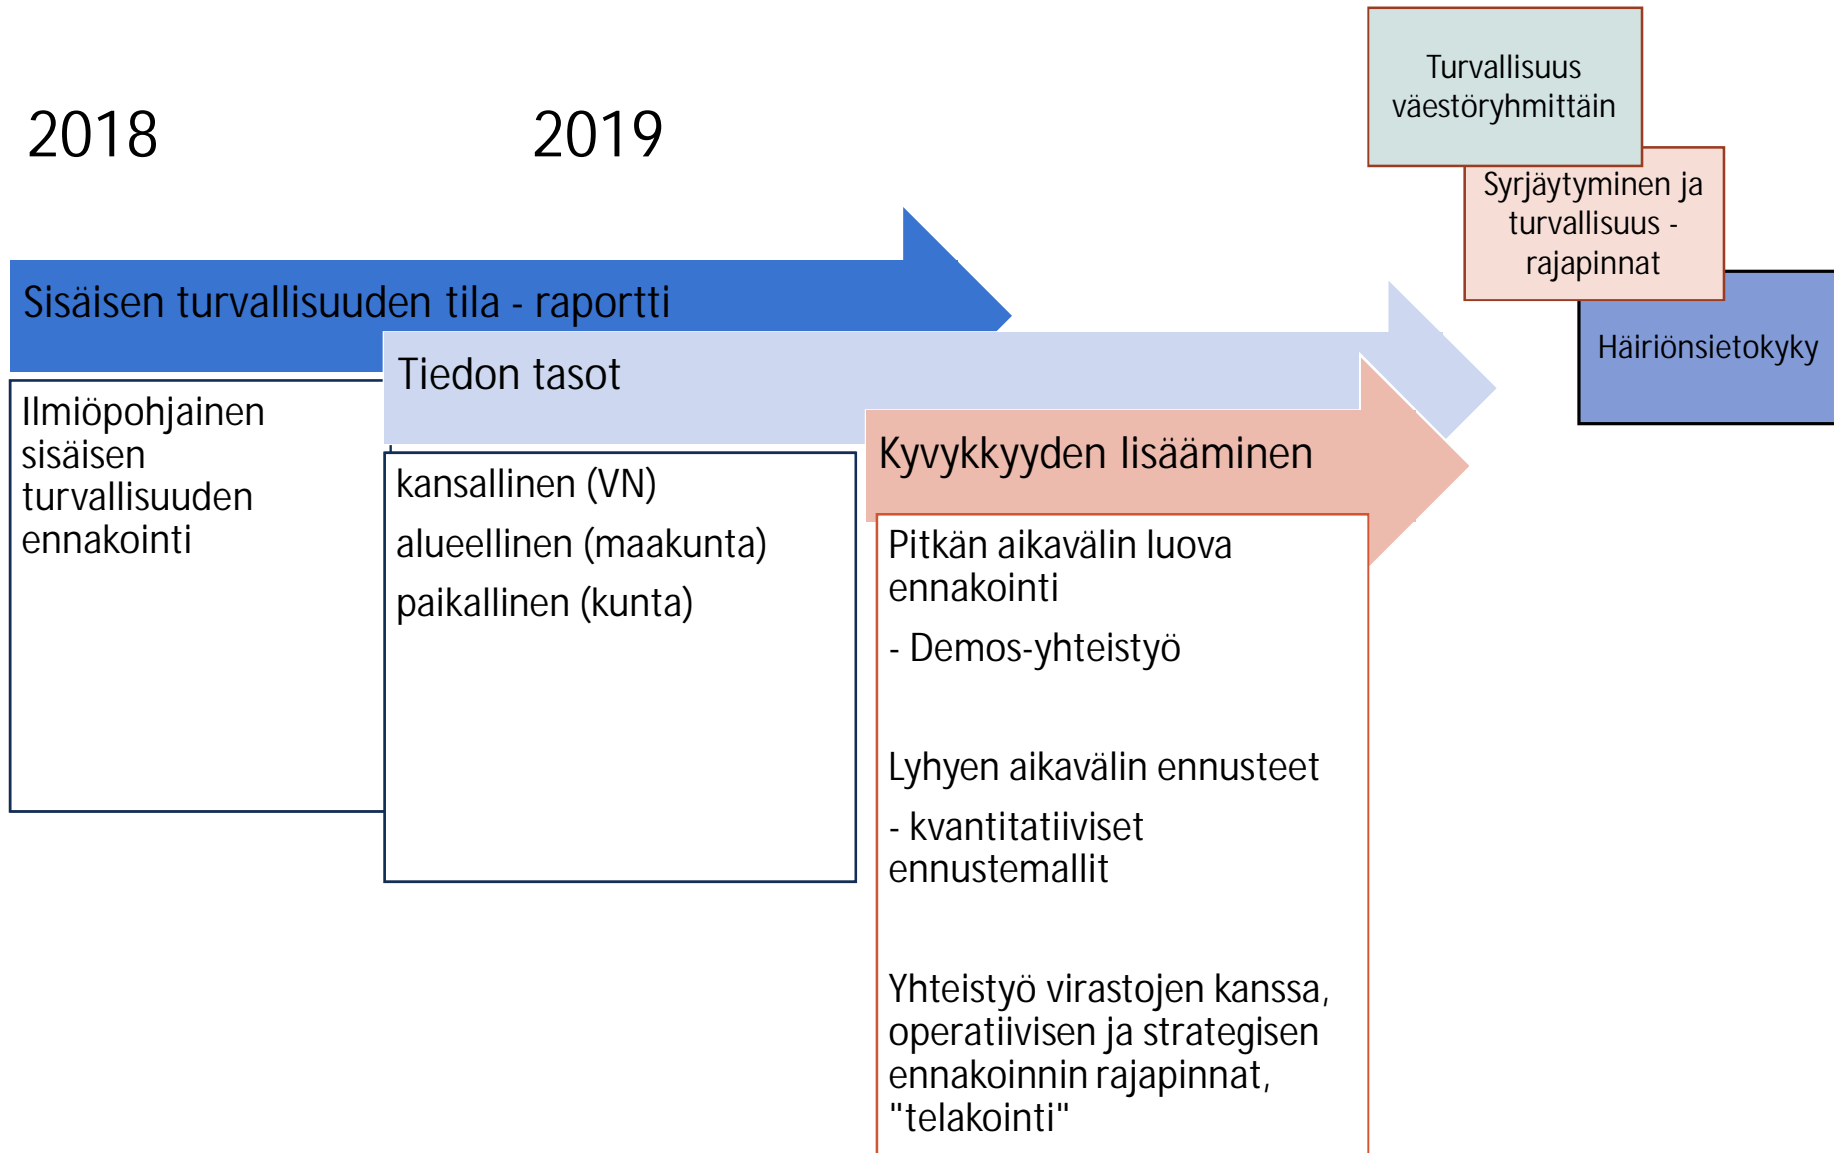 2018
2019
Turvallisuus
väestöryhmittäin
Syrjäytyminen ja
turvallisuus -
rajapinnat
Häiriönsietokyky
Sisäisen turvallisuuden tila - raportti
Ilmiöpohjainen
sisäisen
turvallisuuden
ennakointi
Tiedon tasot
kansallinen (VN)
alueellinen (maakunta)
paikallinen (kunta)
Kyvykkyyden lisääminen
Pitkän aikavälin luova
ennakointi
- Demos-yhteistyö
Lyhyen aikavälin ennusteet
- kvantitatiiviset
ennustemallit
Yhteistyö virastojen kanssa,
operatiivisen ja strategisen
ennakoinnin rajapinnat,
"telakointi"